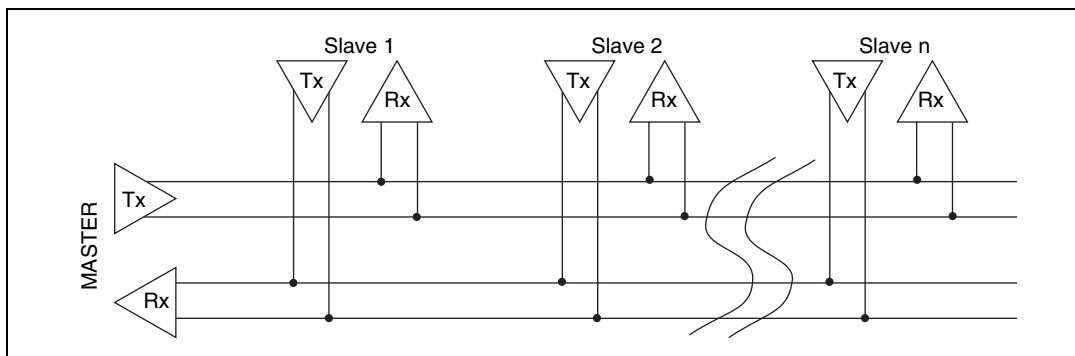 Slave 1
Slave 2
Slave n
Tx
Rx
Tx
Rx
Tx
Rx
MASTER
Tx
Rx